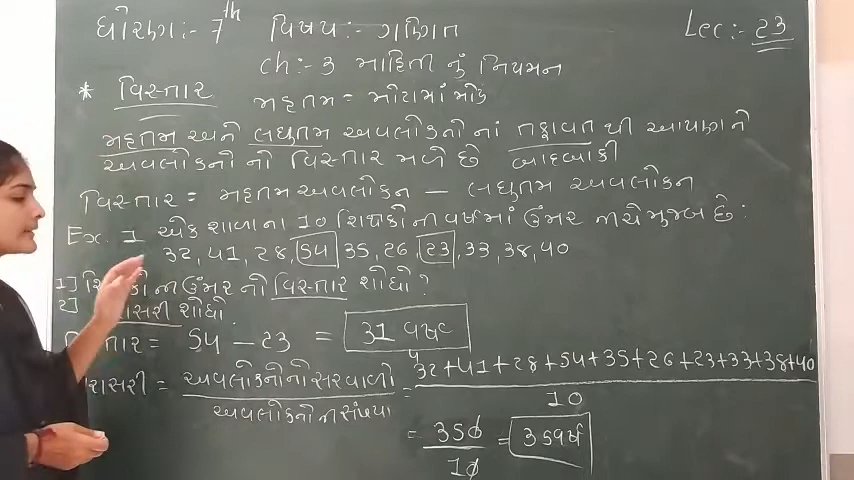 ધોરણ:- 7th વિષય:- ગણિત Lec:- 23
ch:- 3 માહિતી નું નિયમન
* વિસ્તાર મહત્તમ = મોટામાં મોટું
મહત્તમ અને લઘુત્તમ અવલોકનો નાં તફાવત થી આપણને
અવલોકનો નો વિસ્તાર મળે છે બાદબાકી
વિસ્તાર = મહત્તમ અવલોકન — લઘુત્તમ અવલોકન
Ex. 1 એક શાળાના 10 શિક્ષકોની વર્ષમાં ઉંમર નીચે મુજબ છે:
32, 41, 28, 54 35, 26, 23, 33, 38, 40
1] ની ઉંમર નો વિસ્તાર શોધો ?
2] શોધો.
= 54 — 23 = 31 વર્ષ
= અવલોકનોનો સરવાળો / અવલોકનોની સંખ્યા = 32+41+28+54+35+26+23+33+38+40 / 10
= 350 / 10 = 35 વર્ષ